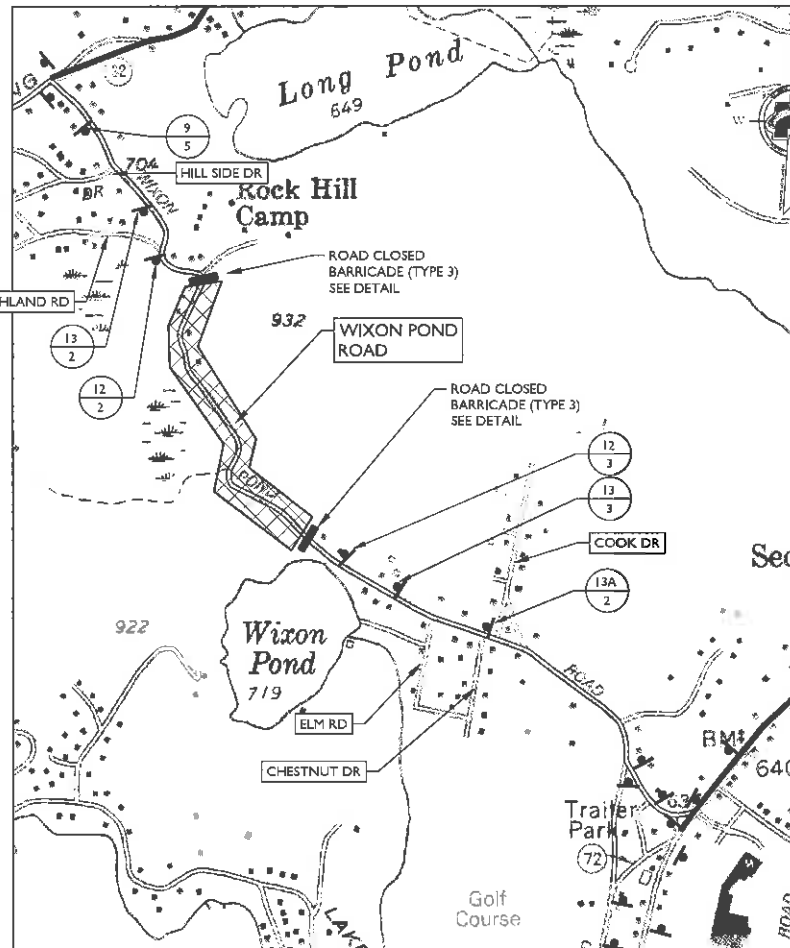 Long Pond
649
9
5
704
HILL SIDE DR
WIXON
DR
Rock Hill
Camp
ROAD CLOSED
BARRICADE (TYPE 3)
SEE DETAIL
HLAND RD
932
WIXON POND
ROAD
13
2
12
2
ROAD CLOSED
BARRICADE (TYPE 3)
SEE DETAIL
12
3
13
3
POND
COOK DR
13A
2
922
Wixon
Pond
719
ROAD
ELM RD
CHESTNUT DR
BM
640
Trailer
Park
72
Golf
Course
LAKE
ROAD